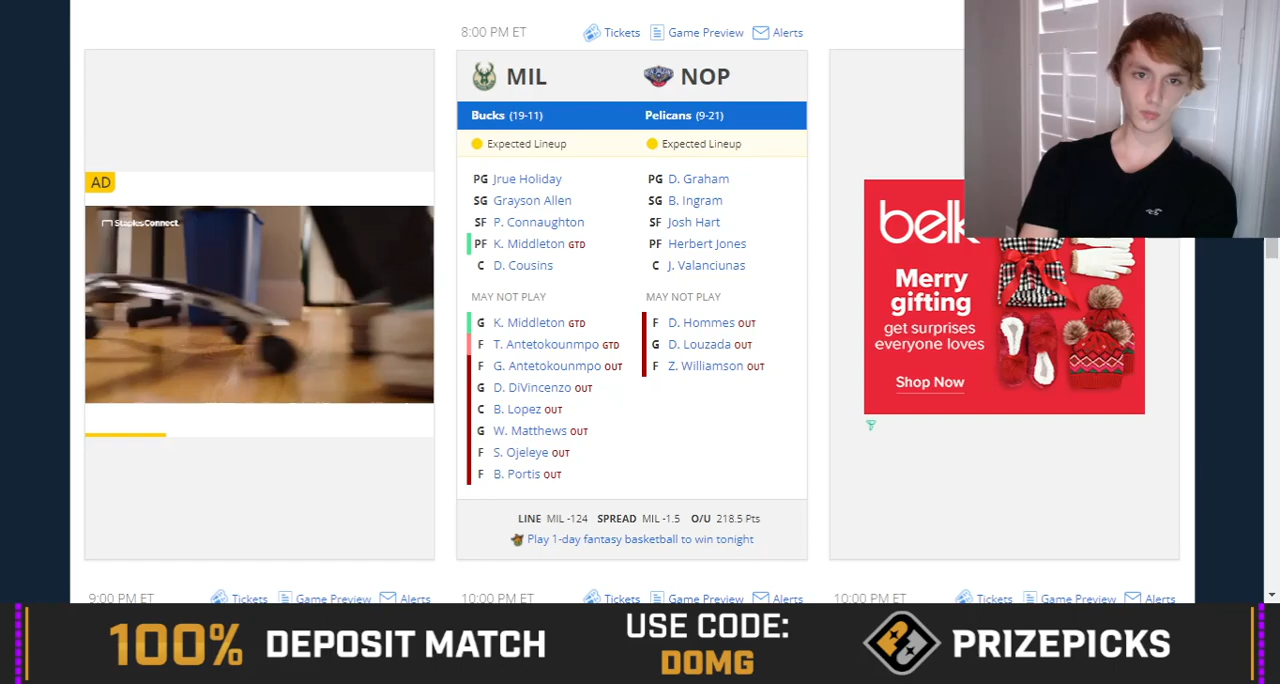 8:00 PM ET Tickets Game Preview Alerts
MIL NOP
Bucks (19-11) Pelicans (9-21)
Expected Lineup Expected Lineup
PG Jrue Holiday PG D. Graham
SG Grayson Allen SG B. Ingram
SF P. Connaughton SF Josh Hart
PF K. Middleton GTD PF Herbert Jones
C D. Cousins C J. Valanciunas
MAY NOT PLAY MAY NOT PLAY
G K. Middleton GTD F D. Hommes OUT
F T. Antetokounmpo GTD G D. Louzada OUT
F G. Antetokounmpo OUT F Z. Williamson OUT
G D. DiVincenzo OUT
C B. Lopez OUT
G W. Matthews OUT
F S. Ojeleye OUT
F B. Portis OUT
LINE MIL -124 SPREAD MIL -1.5 O/U 218.5 Pts
Play 1-day fantasy basketball to win tonight
AD
StaplesConnect.
belk
Merry
gifting
get surprises
everyone loves
Shop Now
9:00 PM ET Tickets Game Preview Alerts
10:00 PM ET Tickets Game Preview Alerts
10:00 PM ET Tickets Game Preview Alerts
100% DEPOSIT MATCH
USE CODE:
DOMG
PRIZEPICKS